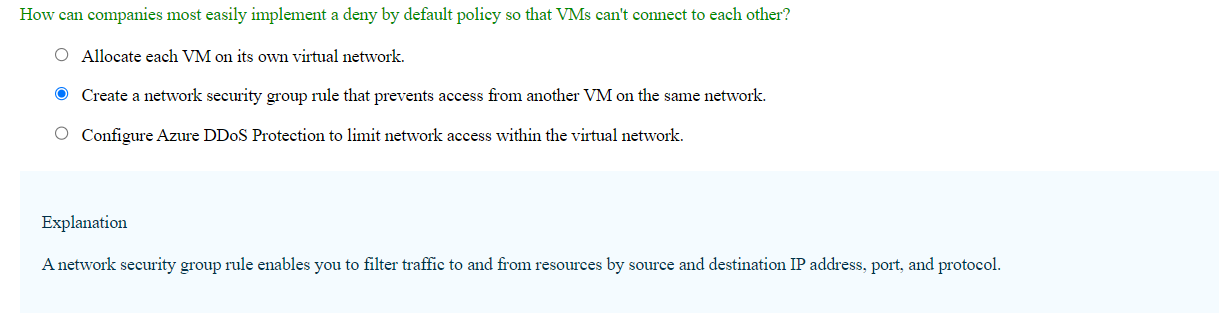 How can companies most easily implement a deny by default policy so that VMs can't connect to each other?
Allocate each VM on its own virtual network.
Create a network security group rule that prevents access from another VM on the same network.
Configure Azure DDoS Protection to limit network access within the virtual network.
Explanation
A network security group rule enables you to filter traffic to and from resources by source and destination IP address, port, and protocol.